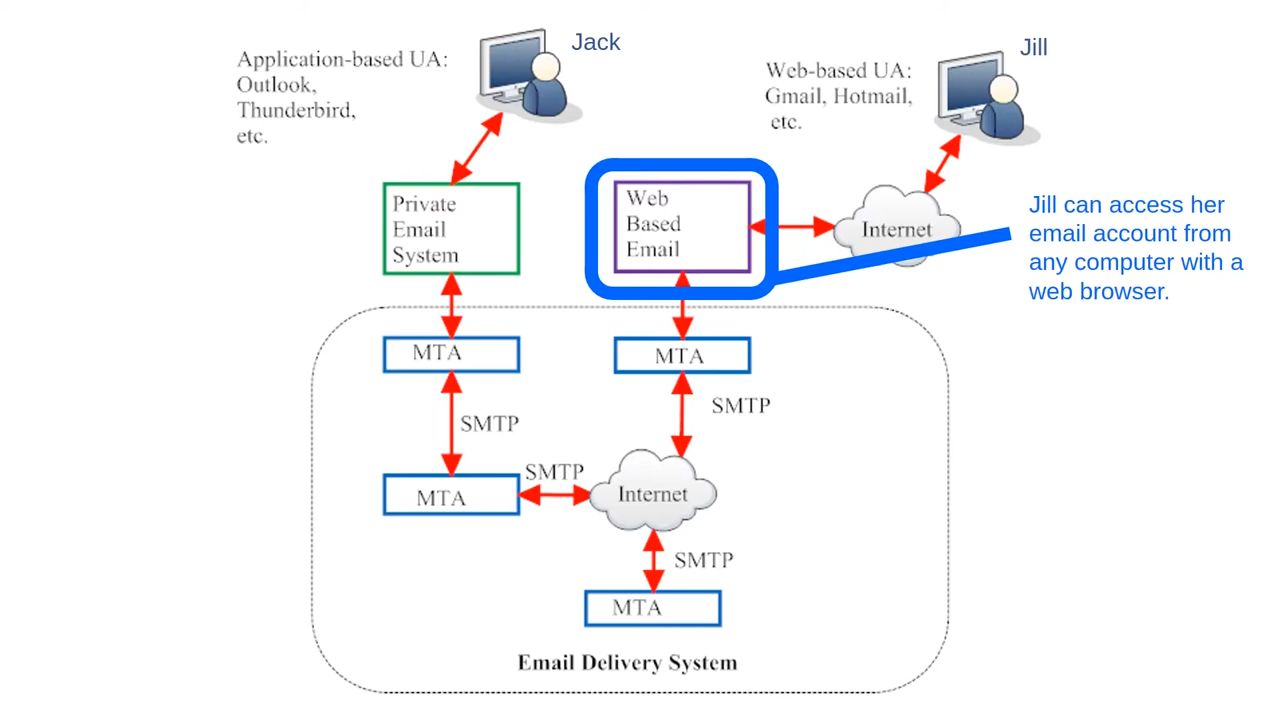 Jack
Application-based UA:
Outlook,
Thunderbird,
etc.
Jill
Web-based UA:
Gmail, Hotmail,
etc.
Private
Email
System
Web
Based
Email
Internet
Jill can access her
email account from
any computer with a
web browser.
MTA
MTA
SMTP
SMTP
MTA
SMTP
Internet
SMTP
MTA
Email Delivery System